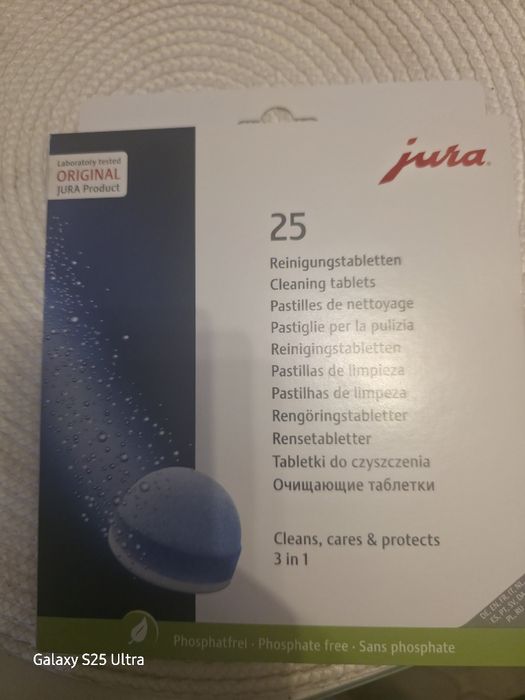 Laboratory tested
ORIGINAL
JURA Product
jura
25
Reinigungstabletten
Cleaning tablets
Pastilles de nettoyage
Pastiglie per la pulizia
Reinigingstabletten
Pastillas de limpieza
Pastilhas de limpeza
Rengöringstabletter
Rensetabletter
Tabletki do czyszczenia
Очищающие таблетки
Cleans, cares & protects
3 in 1
Phosphatfrei · Phosphate free · Sans phosphate
Galaxy S25 Ultra